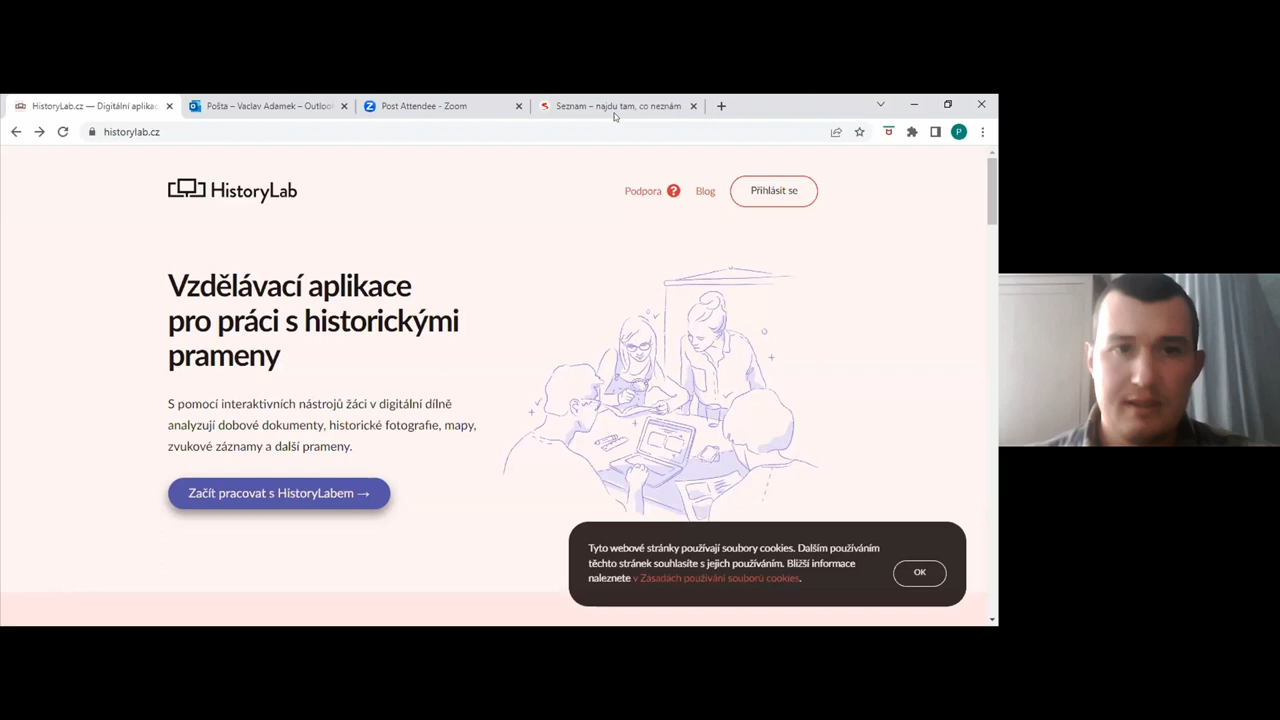 HistoryLab.cz — Digitální aplikac
Pošta – Vaclav Adamek – Outloo
Post Attendee - Zoom
Seznam – najdu tam, co neznám
historylab.cz
P
HistoryLab
Podpora ?
Blog
Přihlásit se
Vzdělávací aplikace
pro práci s historickými
prameny
S pomocí interaktivních nástrojů žáci v digitální dílně
analyzují dobové dokumenty, historické fotografie, mapy,
zvukové záznamy a další prameny.
Začít pracovat s HistoryLabem →
Tyto webové stránky používají soubory cookies. Dalším používáním
těchto stránek souhlasíte s jejich používáním. Bližší informace
naleznete v Zásadách používání souborů cookies.
OK